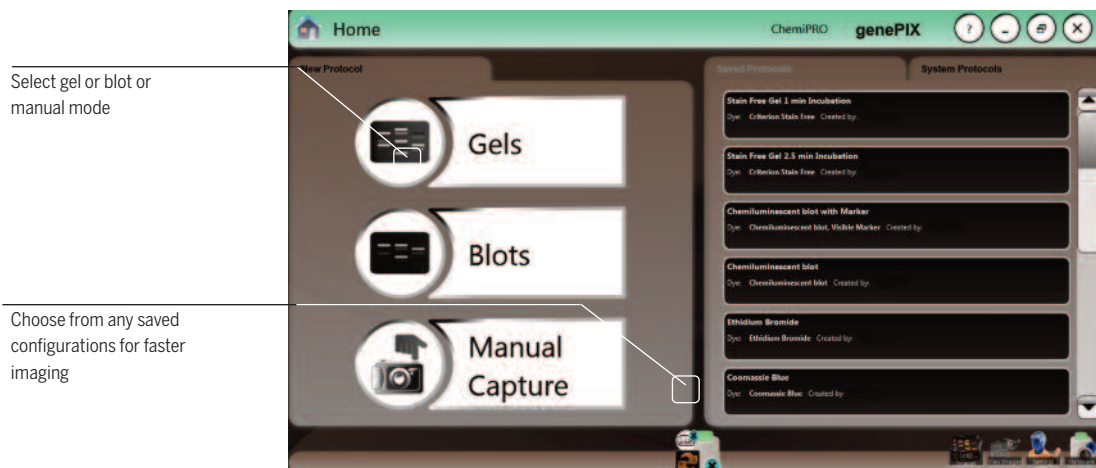 Home
ChemiPRO
genePIX
?
New Protocol
Saved Protocols
System Protocols
Select gel or blot or
manual mode
Gels
Blots
Manual
Capture
Choose from any saved
configurations for faster
imaging
Stain Free Gel 1 min Incubation
Dye: Criterion Stain Free Created by:
Stain Free Gel 2.5 min Incubation
Dye: Criterion Stain Free Created by:
Chemiluminescent blot with Marker
Dye: Chemiluminescent blot, Visible Marker Created by:
Chemiluminescent blot
Dye: Chemiluminescent blot Created by:
Ethidium Bromide
Dye: Ethidium Bromide Created by:
Coomassie Blue
Dye: Coomassie Blue Created by: